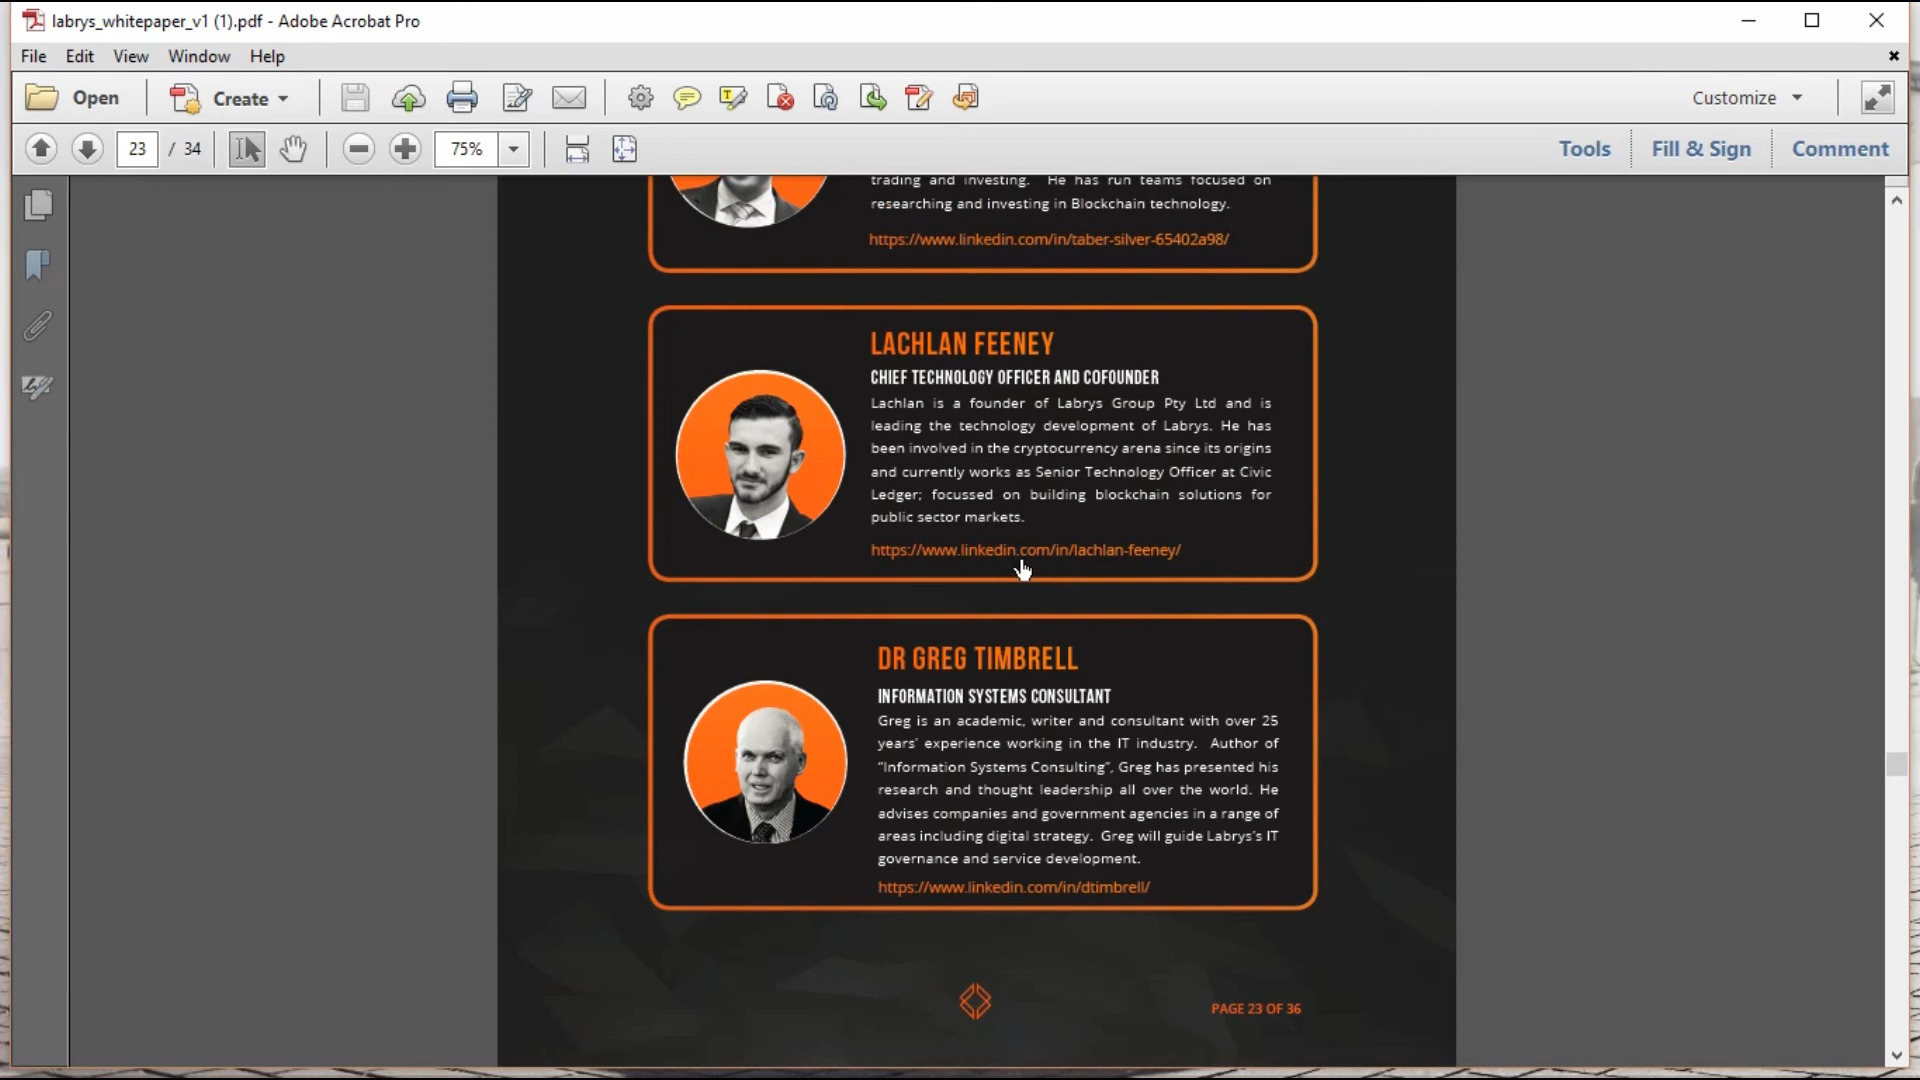 labrys_whitepaper_v1 (1).pdf - Adobe Acrobat Pro
File Edit View Window Help
Open Create Customize
23 / 34 75% Tools Fill & Sign Comment
trading and investing. He has run teams focused on
researching and investing in Blockchain technology.
https://www.linkedin.com/in/taber-silver-65402a98/
LACHLAN FEENEY
CHIEF TECHNOLOGY OFFICER AND COFOUNDER
Lachlan is a founder of Labrys Group Pty Ltd and is
leading the technology development of Labrys. He has
been involved in the cryptocurrency arena since its origins
and currently works as Senior Technology Officer at Civic
Ledger; focussed on building blockchain solutions for
public sector markets.
https://www.linkedin.com/in/lachlan-feeney/
DR GREG TIMBRELL
INFORMATION SYSTEMS CONSULTANT
Greg is an academic, writer and consultant with over 25
years' experience working in the IT industry. Author of
"Information Systems Consulting", Greg has presented his
research and thought leadership all over the world. He
advises companies and government agencies in a range of
areas including digital strategy. Greg will guide Labrys's IT
governance and service development.
https://www.linkedin.com/in/dtimbrell/
PAGE 23 OF 36